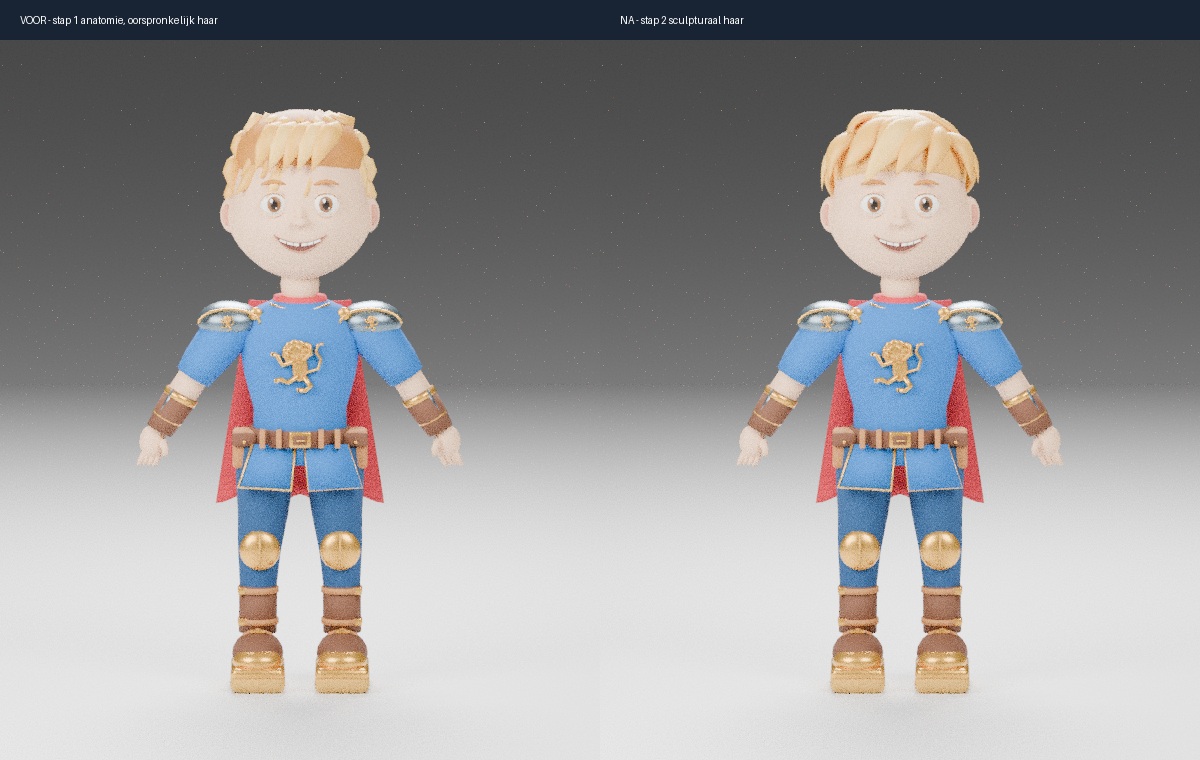 VOOR - stap 1 anatomie, oorspronkelijk haar
NA - stap 2 sculpturaal haar